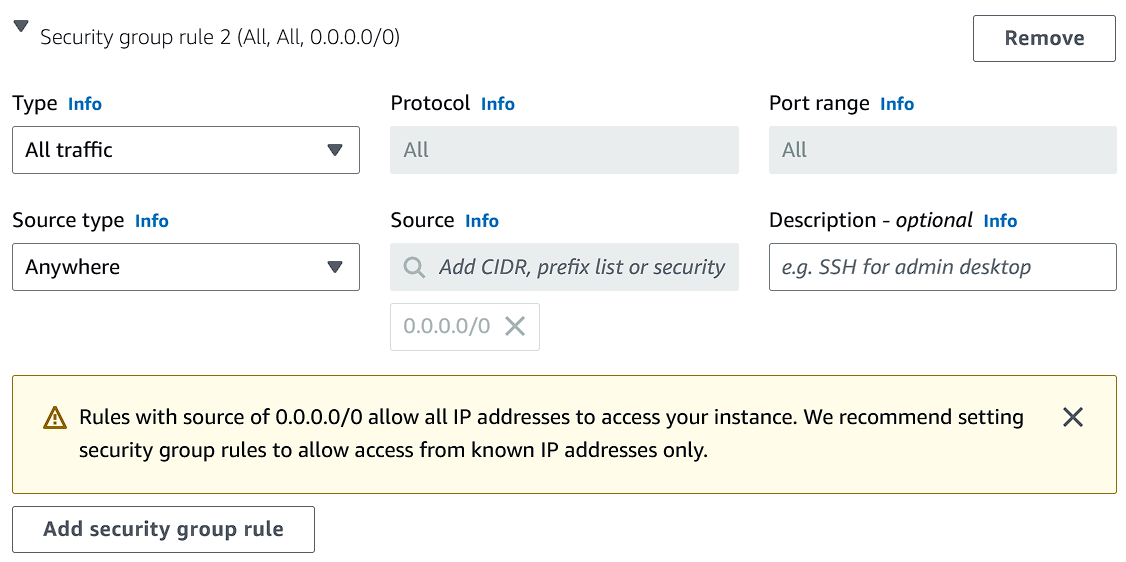 Security group rule 2 (All, All, 0.0.0.0/0)
Remove
Type Info
Protocol Info
Port range Info
All traffic
All
All
Source type Info
Source Info
Description - optional Info
Anywhere
Add CIDR, prefix list or security
e.g. SSH for admin desktop
0.0.0.0/0
Rules with source of 0.0.0.0/0 allow all IP addresses to access your instance. We recommend setting
security group rules to allow access from known IP addresses only.
Add security group rule